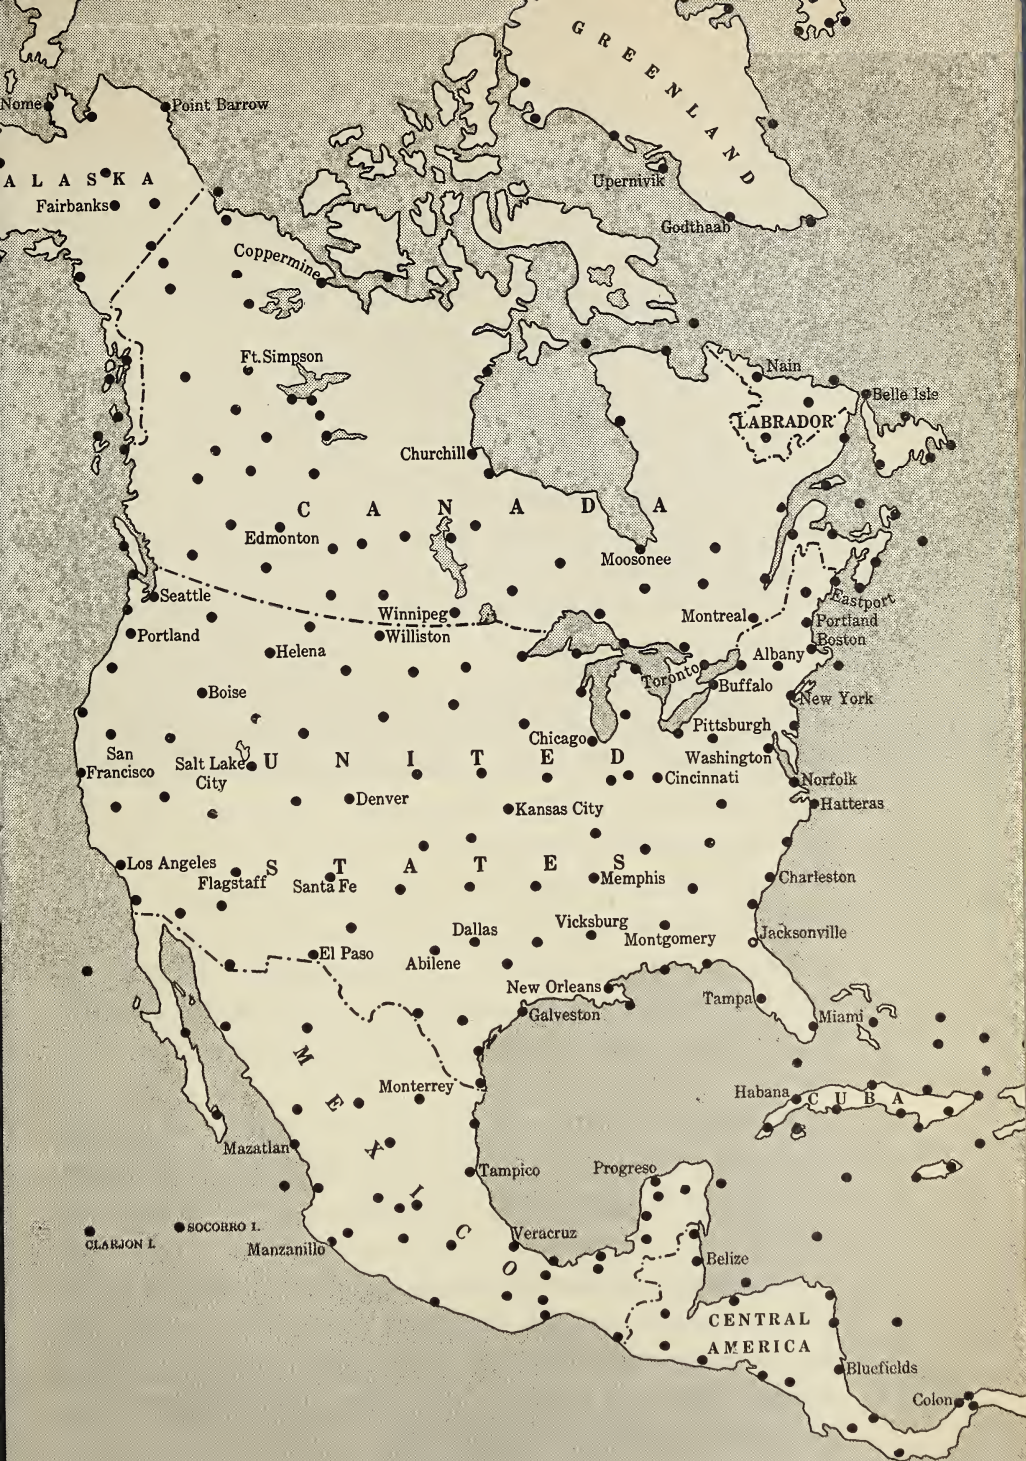 GREENLAND
Nome
Point Barrow
ALASKA
Upernivik
Fairbanks
Godthaab
Coppermine
Ft. Simpson
Nain
Belle Isle
LABRADOR
Churchill
CANADA
Edmonton
Moosonee
Seattle
Eastport
Winnipeg
Montreal
Portland
Portland
Williston
Boston
Helena
Albany
Toronto
Buffalo
Boise
New York
Pittsburgh
Chicago
San
Francisco
Salt Lake
City
UNITED
Washington
Cincinnati
Norfolk
Denver
Kansas City
Hatteras
Los Angeles
STATES
Flagstaff
Santa Fe
Memphis
Charleston
Dallas
Vicksburg
Montgomery
Jacksonville
El Paso
Abilene
New Orleans
Galveston
Tampa
Miami
MEXICO
Monterrey
Habana
CUBA
Mazatlan
Tampico
Progreso
SOCORRO I.
CLARJON I.
Manzanillo
Veracruz
Belize
CENTRAL
AMERICA
Bluefields
Colon